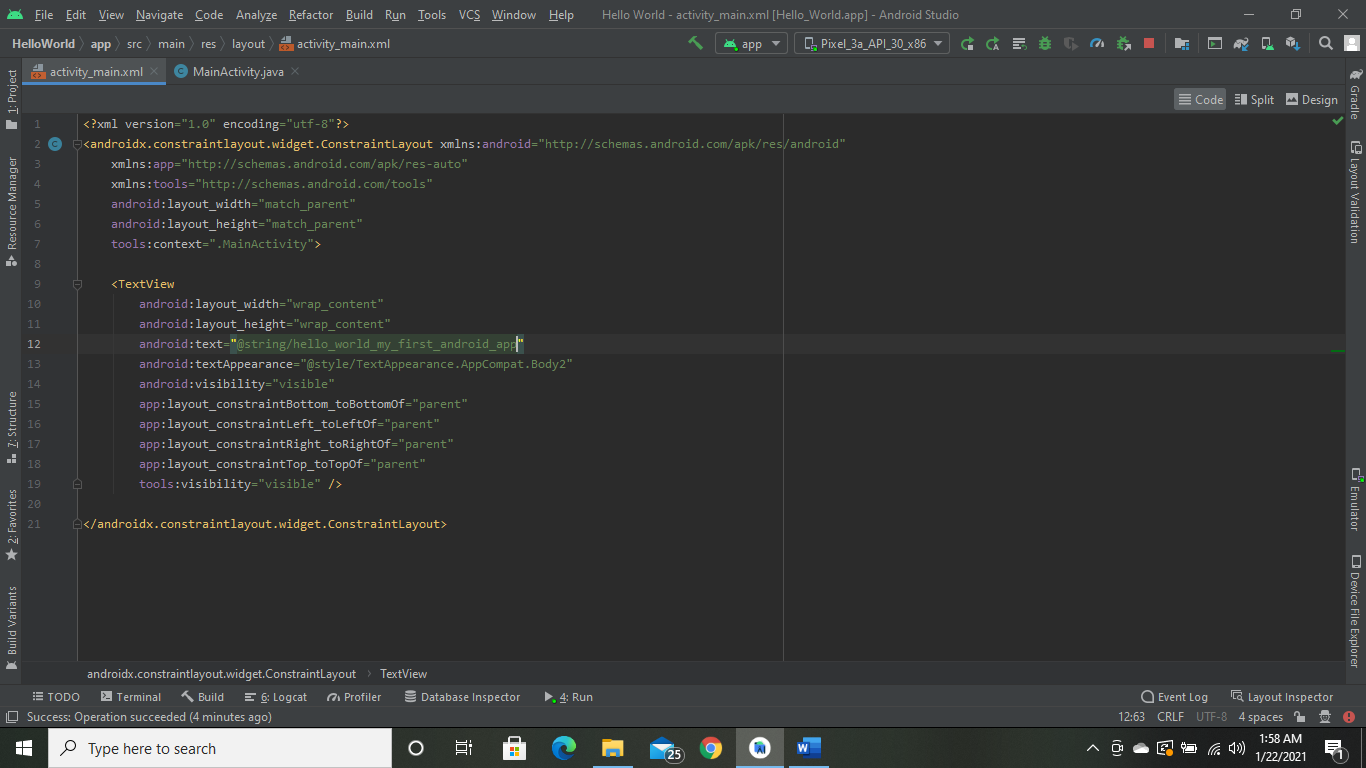 File Edit View Navigate Code Analyze Refactor Build Run Tools VCS Window Help Hello World - activity_main.xml [Hello_World.app] - Android Studio
HelloWorld app src main res layout activity_main.xml app Pixel_3a_API_30_x86
activity_main.xml MainActivity.java
Code Split Design
1 <?xml version="1.0" encoding="utf-8"?>
2 <androidx.constraintlayout.widget.ConstraintLayout xmlns:android="http://schemas.android.com/apk/res/android"
3 xmlns:app="http://schemas.android.com/apk/res-auto"
4 xmlns:tools="http://schemas.android.com/tools"
5 android:layout_width="match_parent"
6 android:layout_height="match_parent"
7 tools:context=".MainActivity">
8
9 <TextView
10 android:layout_width="wrap_content"
11 android:layout_height="wrap_content"
12 android:text="@string/hello_world_my_first_android_app"
13 android:textAppearance="@style/TextAppearance.AppCompat.Body2"
14 android:visibility="visible"
15 app:layout_constraintBottom_toBottomOf="parent"
16 app:layout_constraintLeft_toLeftOf="parent"
17 app:layout_constraintRight_toRightOf="parent"
18 app:layout_constraintTop_toTopOf="parent"
19 tools:visibility="visible" />
20
21 </androidx.constraintlayout.widget.ConstraintLayout>
1: Project
Resource Manager
7: Structure
2: Favorites
Build Variants
Gradle
Layout Validation
Emulator
Device File Explorer
androidx.constraintlayout.widget.ConstraintLayout TextView
TODO Terminal Build 6: Logcat Profiler Database Inspector 4: Run Event Log Layout Inspector
Success: Operation succeeded (4 minutes ago) 12:63 CRLF UTF-8 4 spaces
Type here to search 25 W 1:58 AM
1/22/2021 1